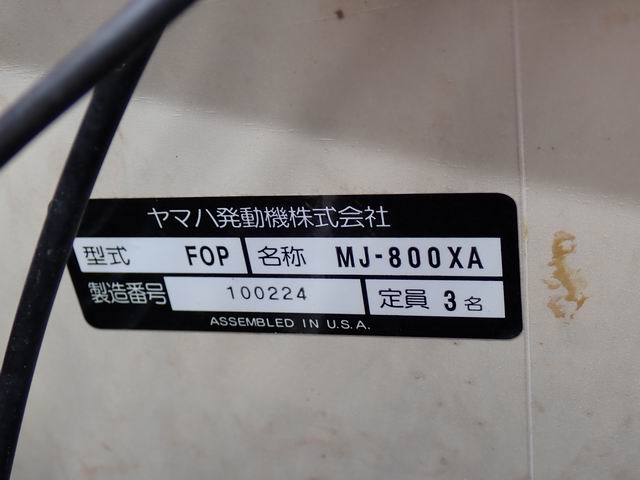 ヤマハ発動機株式会社
型式 FOP 名称 MJ-800XA
製造番号 100224 定員 3名
ASSEMBLED IN U.S.A.